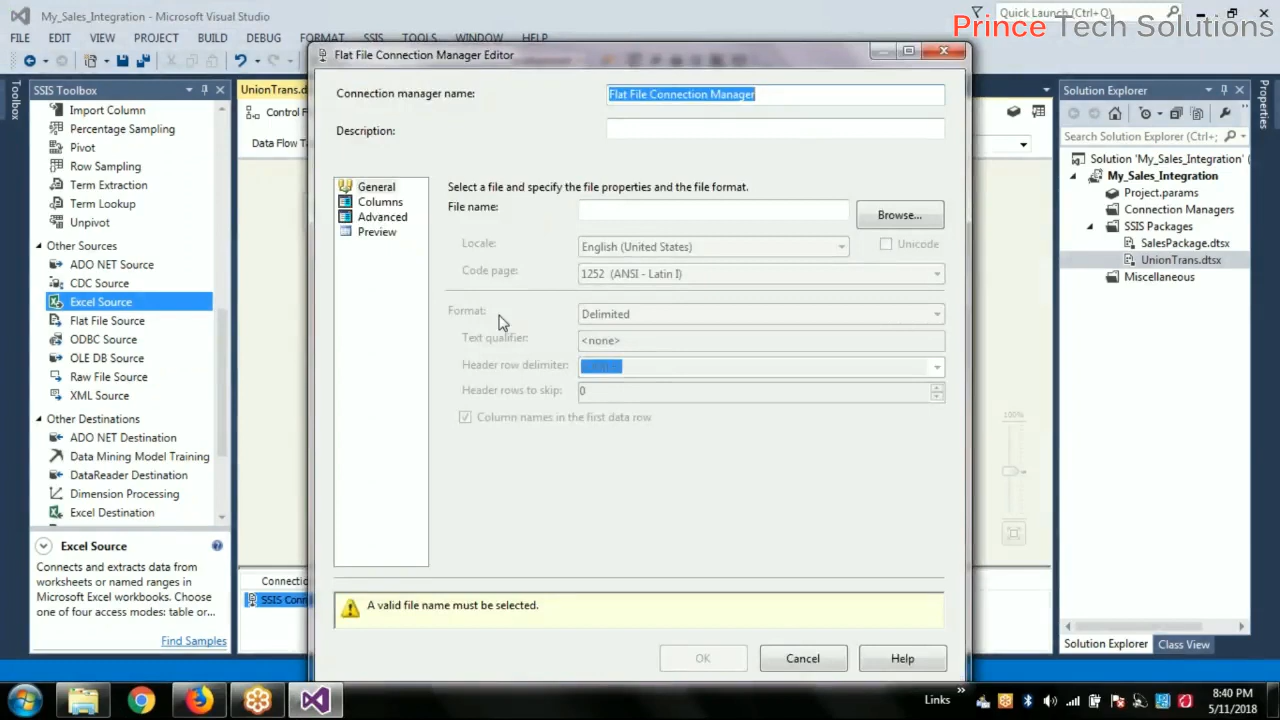 My_Sales_Integration - Microsoft Visual Studio
Quick Launch (Ctrl+Q)
Prince Tech Solutions
FILE EDIT VIEW PROJECT BUILD DEBUG FORMAT SSIS TOOLS WINDOW HELP
Flat File Connection Manager Editor
SSIS Toolbox
Toolbox
Import Column
Percentage Sampling
Pivot
Row Sampling
Term Extraction
Term Lookup
Unpivot
Other Sources
ADO NET Source
CDC Source
Excel Source
Flat File Source
ODBC Source
OLE DB Source
Raw File Source
XML Source
Other Destinations
ADO NET Destination
Data Mining Model Training
DataReader Destination
Dimension Processing
Excel Destination
Excel Source
Connects and extracts data from
worksheets or named ranges in
Microsoft Excel workbooks. Choose
one of four access modes: table or...
Find Samples
UnionTrans.d
Control F
Data Flow T
Connectio
SSIS Conn
Connection manager name:
Flat File Connection Manager
Description:
General
Columns
Advanced
Preview
Select a file and specify the file properties and the file format.
File name:
Browse...
Locale:
English (United States)
Unicode
Code page:
1252 (ANSI - Latin I)
Format:
Delimited
Text qualifier:
<none>
Header row delimiter:
Header rows to skip:
0
Column names in the first data row
A valid file name must be selected.
OK
Cancel
Help
100%
Solution Explorer
Search Solution Explorer (Ctrl+;
Solution 'My_Sales_Integration' (
My_Sales_Integration
Project.params
Connection Managers
SSIS Packages
SalesPackage.dtsx
UnionTrans.dtsx
Miscellaneous
Solution Explorer
Class View
Properties
Links
8:40 PM
5/11/2018